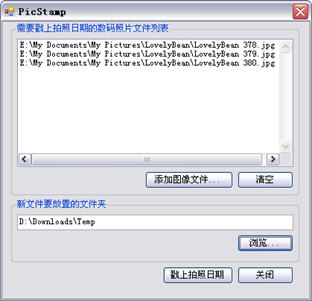 PicStamp
需要戳上拍照日期的数码照片文件列表
E:\My Documents\My Pictures\LovelyBean\LovelyBean 378.jpg
E:\My Documents\My Pictures\LovelyBean\LovelyBean 379.jpg
E:\My Documents\My Pictures\LovelyBean\LovelyBean 380.jpg
添加图像文件... 清空
新文件要放置的文件夹
D:\Downloads\Temp
浏览...
戳上拍照日期 关闭